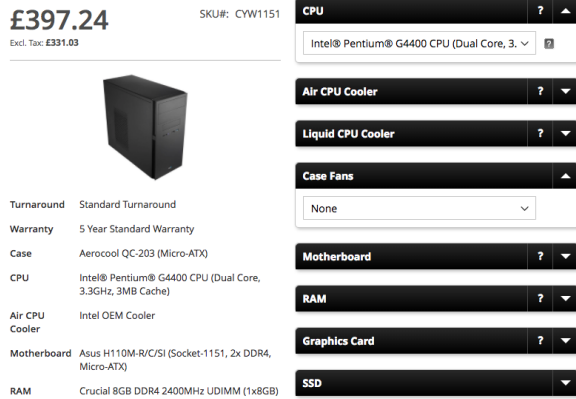 £397.24
SKU#: CYW1151
Excl. Tax: £331.03
Turnaround Standard Turnaround
Warranty 5 Year Standard Warranty
Case Aerocool QC-203 (Micro-ATX)
CPU Intel® Pentium® G4400 CPU (Dual Core,
3.3GHz, 3MB Cache)
Air CPU Intel OEM Cooler
Cooler
Motherboard Asus H110M-R/C/SI (Socket-1151, 2x DDR4,
Micro-ATX)
RAM Crucial 8GB DDR4 2400MHz UDIMM (1x8GB)
CPU ?
Intel® Pentium® G4400 CPU (Dual Core, 3. ?
Air CPU Cooler ?
Liquid CPU Cooler ?
Case Fans
None
Motherboard ?
RAM ?
Graphics Card ?
SSD ?